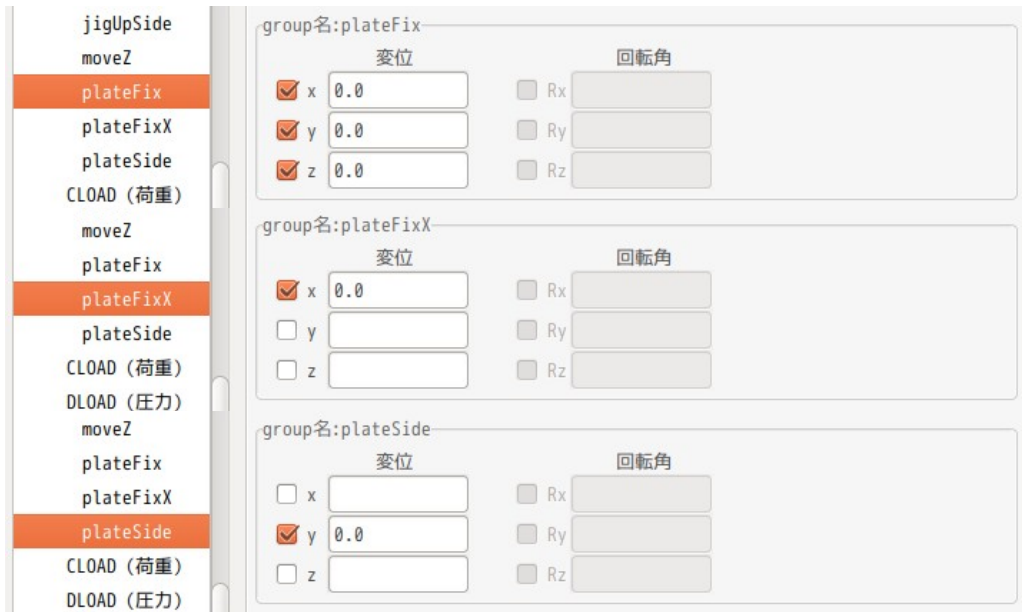 jigUpSide
moveZ
plateFix
plateFixX
plateSide
CLOAD (荷重)
group名:plateFix
変位 回転角
x 0.0 Rx
y 0.0 Ry
z 0.0 Rz
moveZ
plateFix
plateFixX
plateSide
CLOAD (荷重)
DLOAD (圧力)
group名:plateFixX
変位 回転角
x 0.0 Rx
y Ry
z Rz
moveZ
plateFix
plateFixX
plateSide
CLOAD (荷重)
DLOAD (圧力)
group名:plateSide
変位 回転角
x Rx
y 0.0 Ry
z Rz